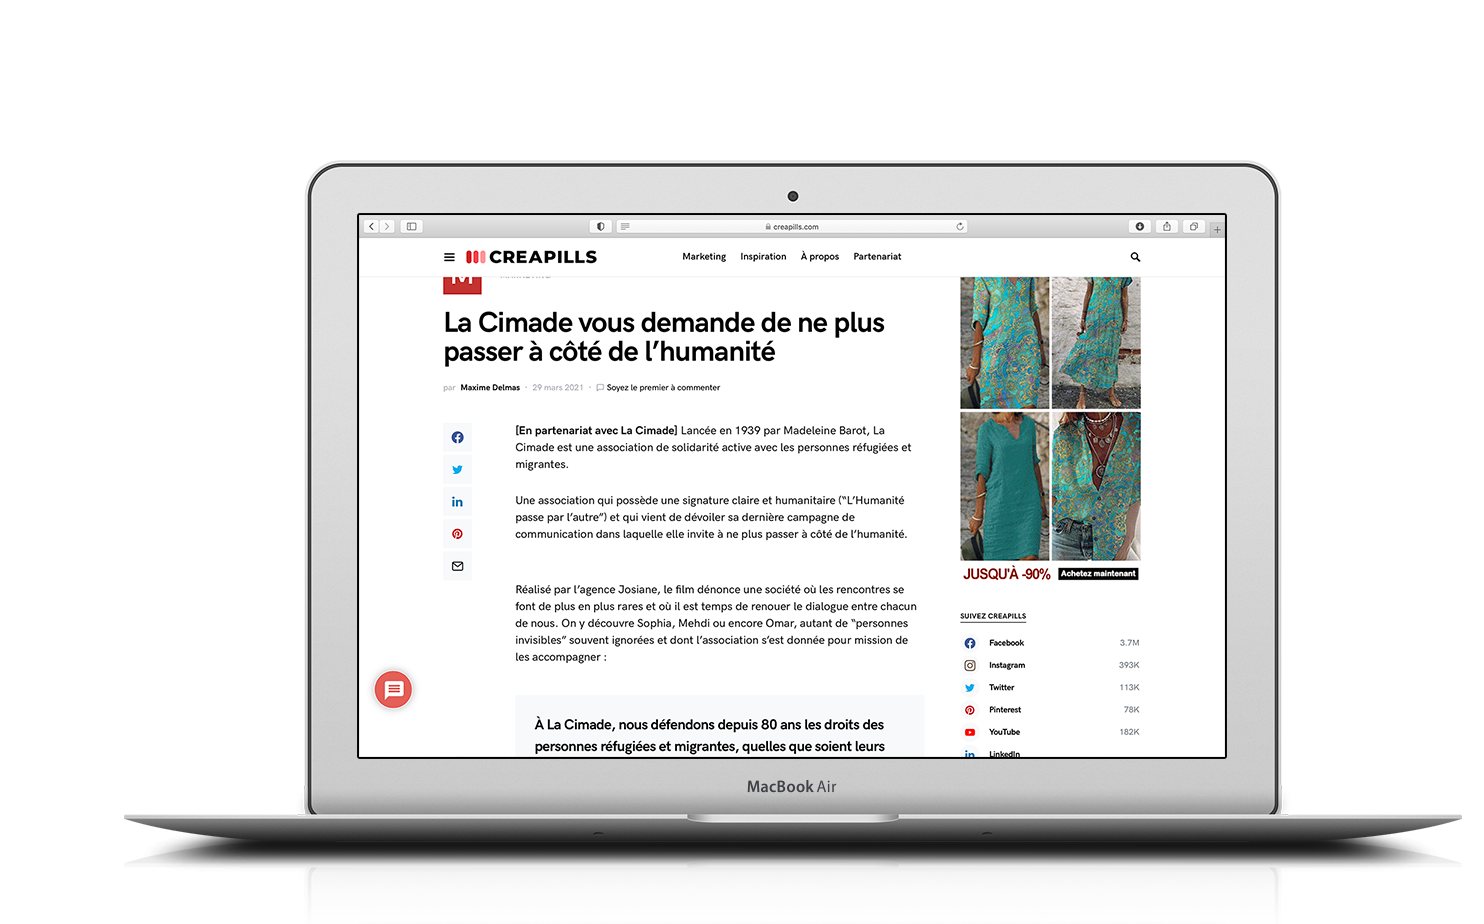 creapills.com
CREAPILLS
Marketing
Inspiration
À propos
Partenariat
La Cimade vous demande de ne plus
passer à côté de l’humanité
par Maxime Delmas · 29 mars 2021 · Soyez le premier à commenter
[En partenariat avec La Cimade] Lancée en 1939 par Madeleine Barot, La
Cimade est une association de solidarité active avec les personnes réfugiées et
migrantes.
Une association qui possède une signature claire et humanitaire (“L’Humanité
passe par l’autre”) et qui vient de dévoiler sa dernière campagne de
communication dans laquelle elle invite à ne plus passer à côté de l’humanité.
Réalisé par l’agence Josiane, le film dénonce une société où les rencontres se
font de plus en plus rares et où il est temps de renouer le dialogue entre chacun
de nous. On y découvre Sophia, Mehdi ou encore Omar, autant de “personnes
invisibles” souvent ignorées et dont l’association s’est donnée pour mission de
les accompagner :
À La Cimade, nous défendons depuis 80 ans les droits des
personnes réfugiées et migrantes, quelles que soient leurs
JUSQU'À -90% Achetez maintenant
SUIVEZ CREAPILLS
Facebook 3.7M
Instagram 393K
Twitter 113K
Pinterest 78K
YouTube 182K
LinkedIn
MacBook Air